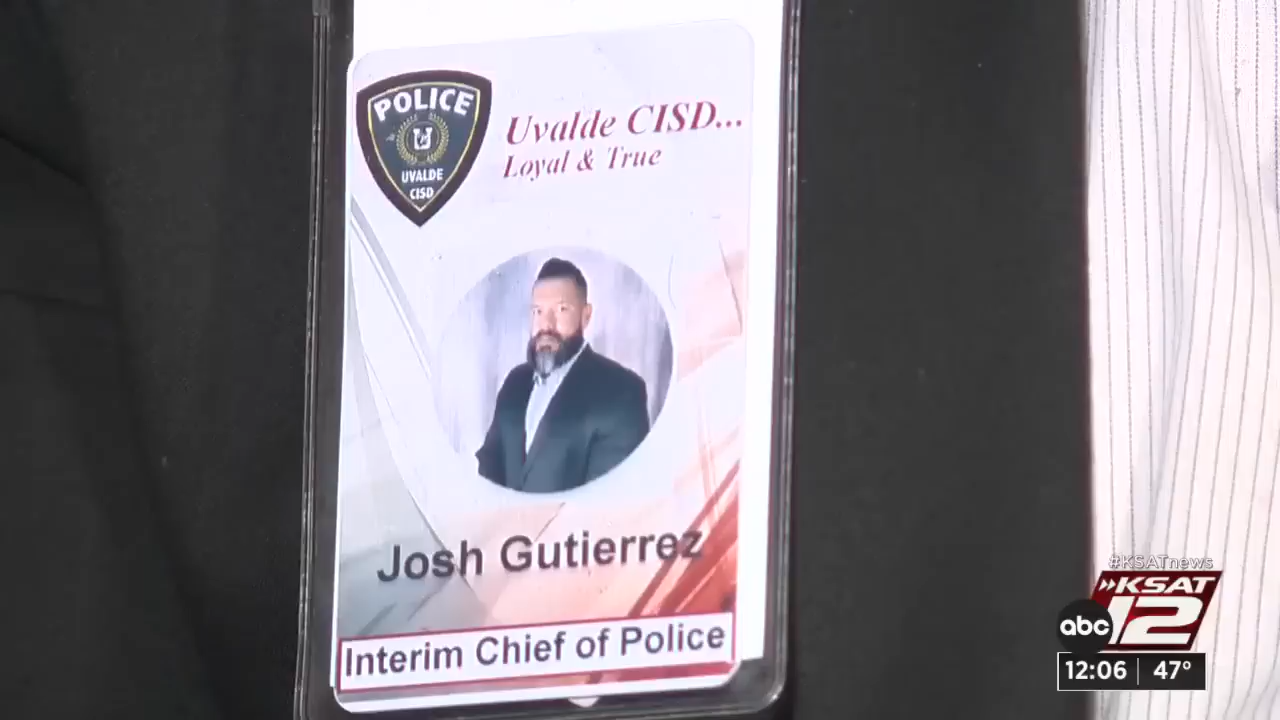 POLICE
U
UVALDE
CISD
Uvalde CISD...
Loyal & True
Josh Gutierrez
Interim Chief of Police
#KSATnews
KSAT
abc 12
12:06 47°